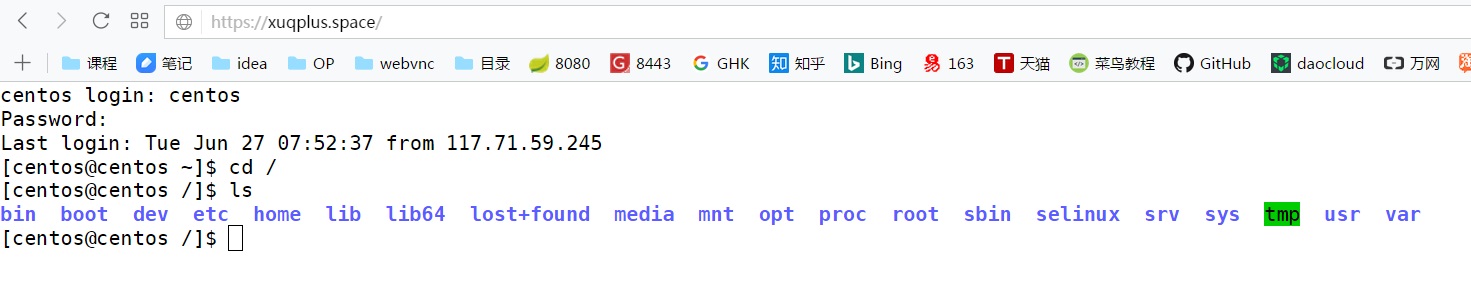 https://xuqplus.space/
课程 笔记 idea OP webvnc 目录 8080 8443 GHK 知乎 Bing 163 天猫 菜鸟教程 GitHub daocloud 万网
centos login: centos
Password:
Last login: Tue Jun 27 07:52:37 from 117.71.59.245
[centos@centos ~]$ cd /
[centos@centos /]$ ls
bin boot dev etc home lib lib64 lost+found media mnt opt proc root sbin selinux srv sys tmp usr var
[centos@centos /]$